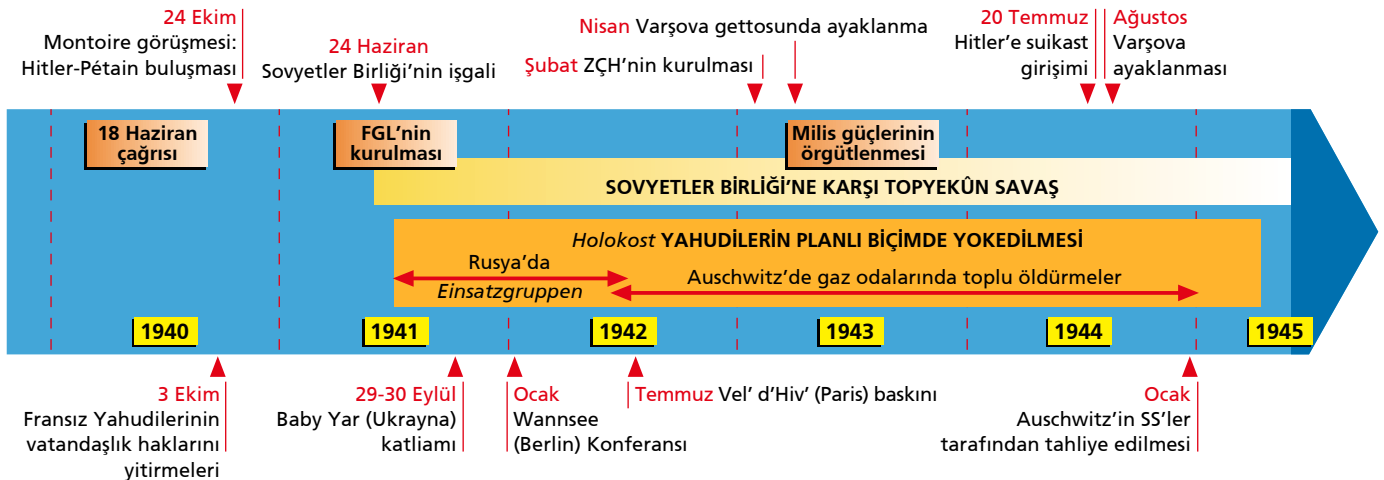 24 Ekim
Montoire görüşmesi:
Hitler-Pétain buluşması
24 Haziran
Sovyetler Birliği’nin işgali
Nisan Varşova gettosunda ayaklanma
Şubat ZÇH’nin kurulması
20 Temmuz
Hitler’e suikast
girişimi
Ağustos
Varşova
ayaklanması
18 Haziran
çağrısı
FGL’nin
kurulması
Milis güçlerinin
örgütlenmesi
SOVYETLER BİRLİĞİ’NE KARŞI TOPYEKÛN SAVAŞ
Holokost YAHUDİLERİN PLANLI BİÇİMDE YOKEDİLMESİ
Rusya’da
Einsatzgruppen
Auschwitz’de gaz odalarında toplu öldürmeler
1940
1941
1942
1943
1944
1945
3 Ekim
Fransız Yahudilerinin
vatandaşlık haklarını
yitirmeleri
29-30 Eylül
Baby Yar (Ukrayna)
katliamı
Ocak
Wannsee
(Berlin) Konferansı
Temmuz Vel’ d’Hiv’ (Paris) baskını
Ocak
Auschwitz’in SS’ler
tarafından tahliye edilmesi